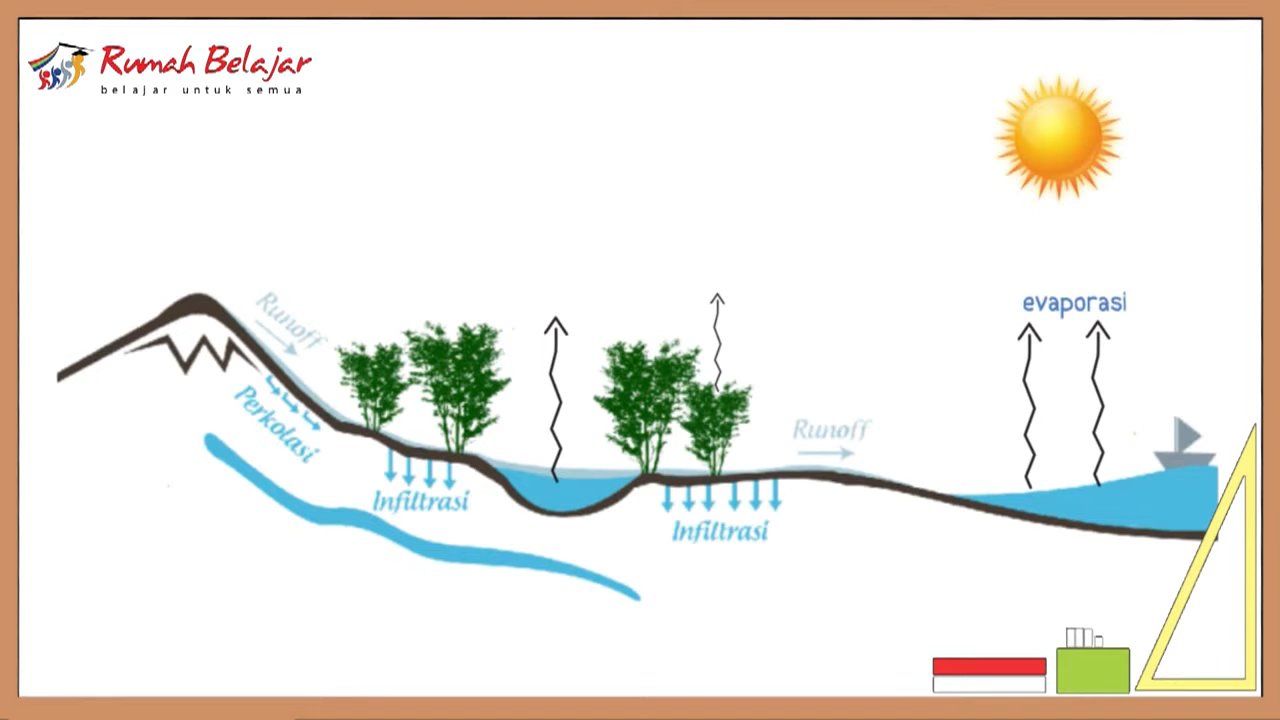 Rumah Belajar
belajar untuk semua
evaporasi
Runoff
Perkolasi
Infiltrasi
Runoff
Infiltrasi